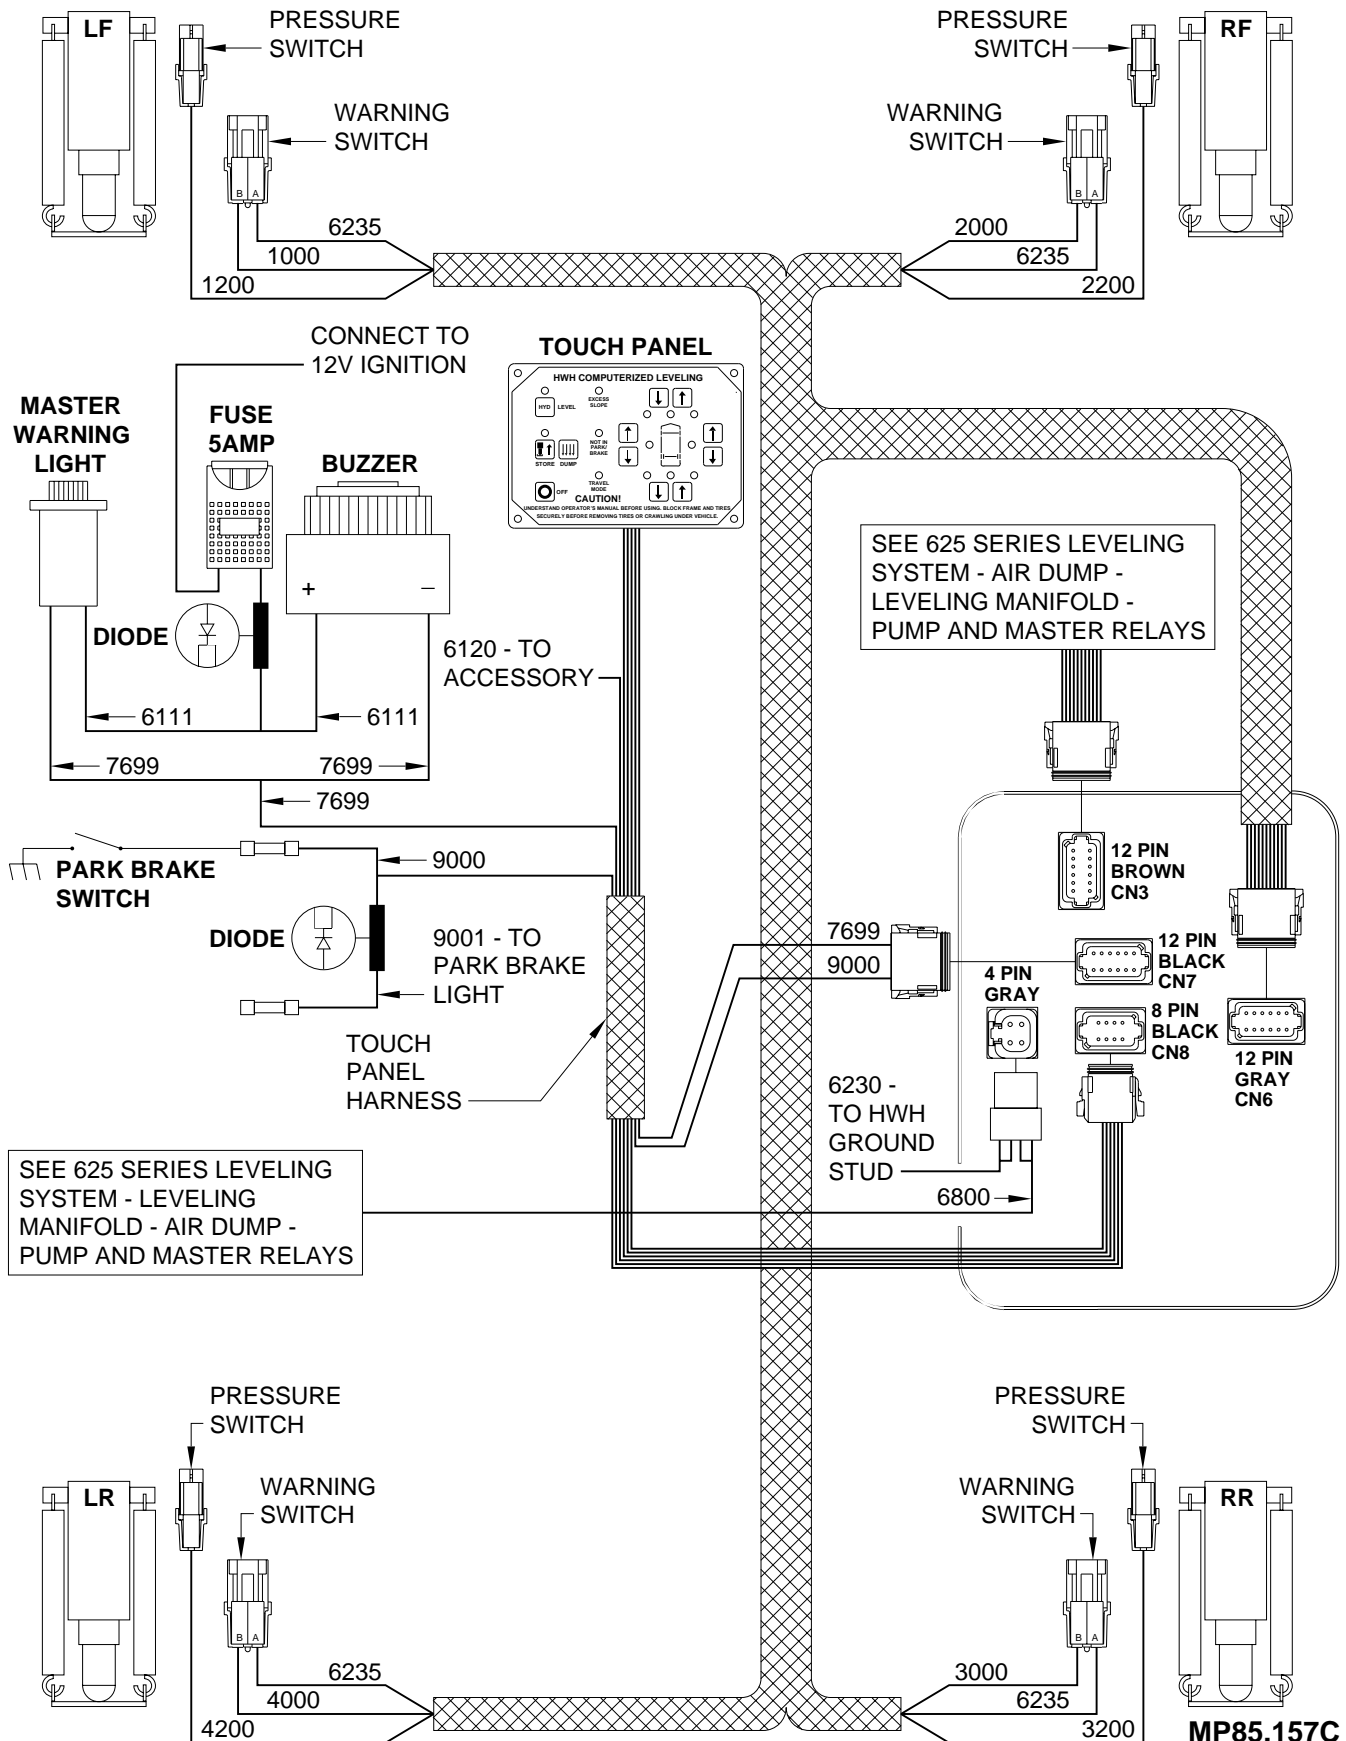 LF
PRESSURE
SWITCH
PRESSURE
SWITCH
RF
WARNING
SWITCH
WARNING
SWITCH
B A
B A
6235
1000
1200
2000
6235
2200
CONNECT TO
12V IGNITION
TOUCH PANEL
HWH COMPUTERIZED LEVELING
HYD
LEVEL
EXCESS
SLOPE
NOT IN
PARK/
BRAKE
STORE
DUMP
TRAVEL
MODE
OFF
CAUTION!
UNDERSTAND OPERATOR'S MANUAL BEFORE USING. BLOCK FRAME AND TIRES
SECURELY BEFORE REMOVING TIRES OR CRAWLING UNDER VEHICLE.
MASTER
WARNING
LIGHT
FUSE
5AMP
BUZZER
+ −
DIODE
6120 - TO
ACCESSORY
SEE 625 SERIES LEVELING
SYSTEM - AIR DUMP -
LEVELING MANIFOLD -
PUMP AND MASTER RELAYS
6111
6111
7699
7699
7699
PARK BRAKE
SWITCH
9000
DIODE
9001 - TO
PARK BRAKE
LIGHT
TOUCH
PANEL
HARNESS
7699
9000
12 PIN
BROWN
CN3
12 PIN
BLACK
CN7
4 PIN
GRAY
8 PIN
BLACK
CN8
12 PIN
GRAY
CN6
6230 -
TO HWH
GROUND
STUD
6800
SEE 625 SERIES LEVELING
SYSTEM - LEVELING
MANIFOLD - AIR DUMP -
PUMP AND MASTER RELAYS
PRESSURE
SWITCH
PRESSURE
SWITCH
LR
WARNING
SWITCH
WARNING
SWITCH
RR
B A
B A
6235
4000
4200
3000
6235
3200
MP85.157C